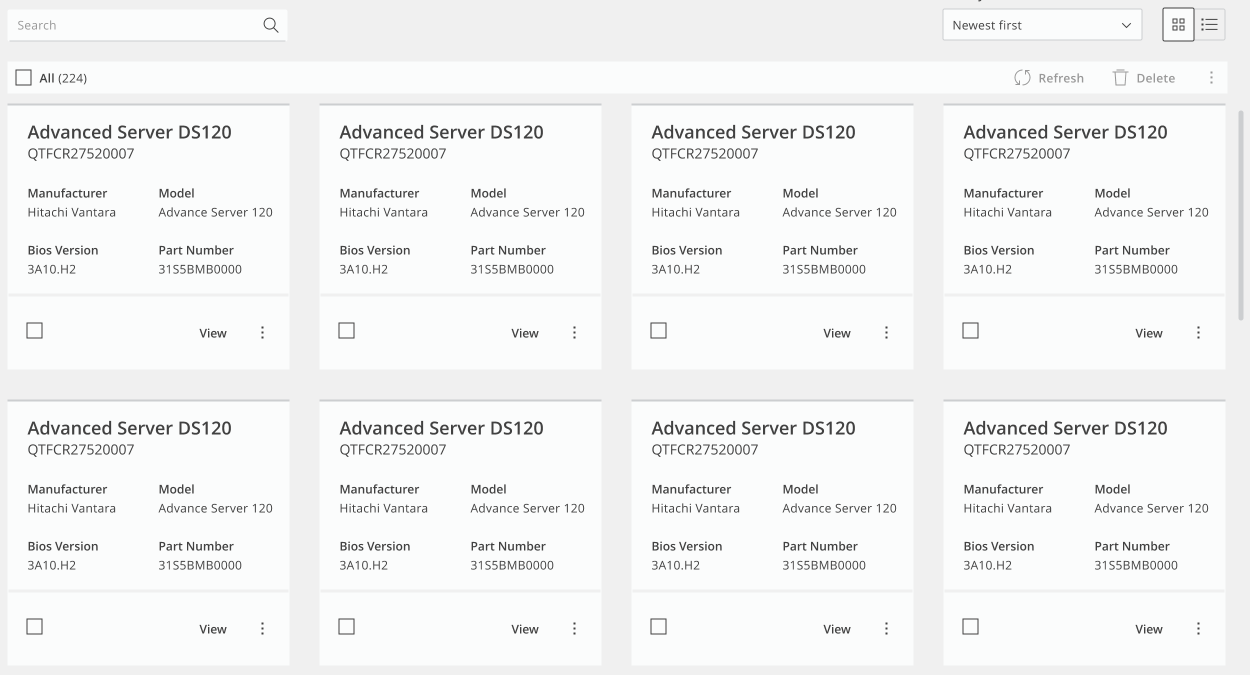 Search
Newest first
All (224)
Refresh Delete
Advanced Server DS120 Advanced Server DS120 Advanced Server DS120 Advanced Server DS120
QTFCR27520007 QTFCR27520007 QTFCR27520007 QTFCR27520007
Manufacturer Model Manufacturer Model Manufacturer Model Manufacturer Model
Hitachi Vantara Advance Server 120 Hitachi Vantara Advance Server 120 Hitachi Vantara Advance Server 120 Hitachi Vantara Advance Server 120
Bios Version Part Number Bios Version Part Number Bios Version Part Number Bios Version Part Number
3A10.H2 31S5BMB0000 3A10.H2 31S5BMB0000 3A10.H2 31S5BMB0000 3A10.H2 31S5BMB0000
View View View View
Advanced Server DS120 Advanced Server DS120 Advanced Server DS120 Advanced Server DS120
QTFCR27520007 QTFCR27520007 QTFCR27520007 QTFCR27520007
Manufacturer Model Manufacturer Model Manufacturer Model Manufacturer Model
Hitachi Vantara Advance Server 120 Hitachi Vantara Advance Server 120 Hitachi Vantara Advance Server 120 Hitachi Vantara Advance Server 120
Bios Version Part Number Bios Version Part Number Bios Version Part Number Bios Version Part Number
3A10.H2 31S5BMB0000 3A10.H2 31S5BMB0000 3A10.H2 31S5BMB0000 3A10.H2 31S5BMB0000
View View View View